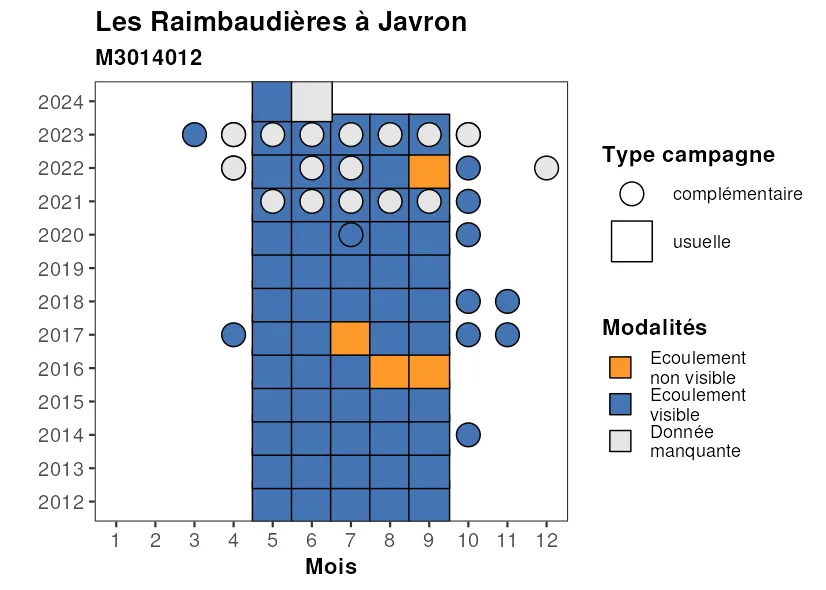 Les Raimbaudières à Javron
M3014012
2024
2023
2022
2021
2020
2019
2018
2017
2016
2015
2014
2013
2012
1 2 3 4 5 6 7 8 9 10 11 12
Mois
Type campagne
complémentaire
usuelle
Modalités
Ecoulement
non visible
Ecoulement
visible
Donnée
manquante